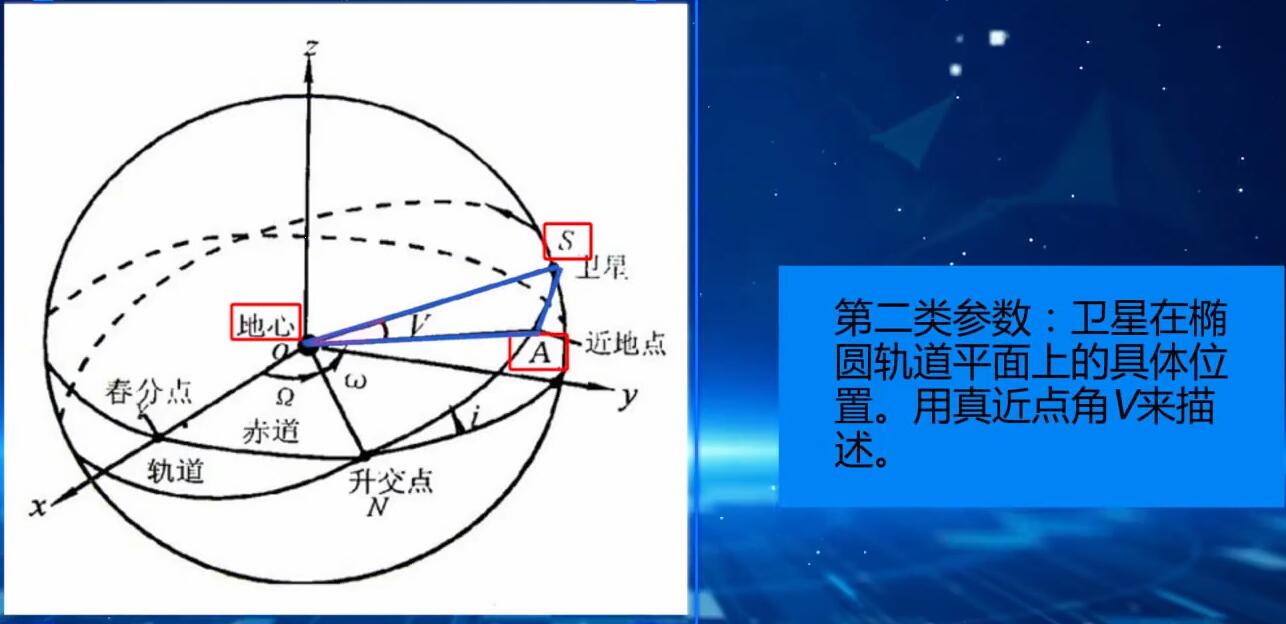 z
S
卫星
地心
O
V
A
近地点
Ω
ω
y
春分点
γ
赤道
i
轨道
升交点
N
x
第二类参数：卫星在椭
圆轨道平面上的具体位
置。用真近点角V来描
述。